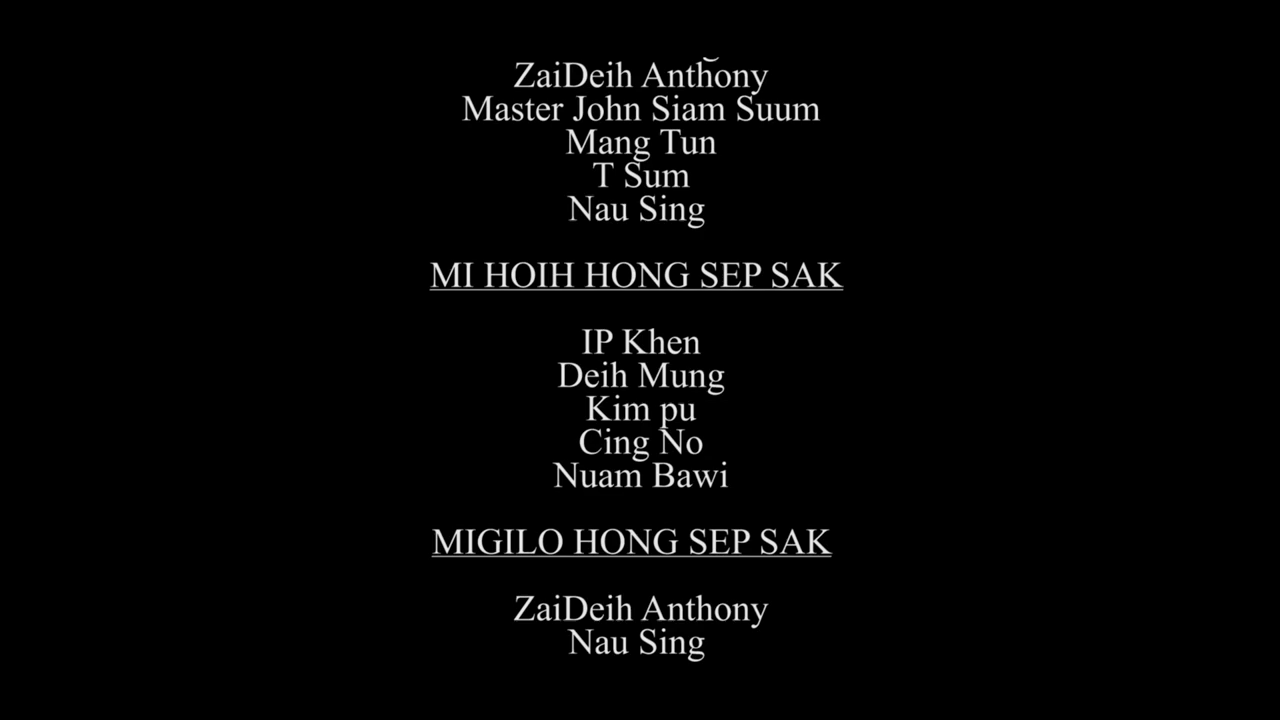 ZaiDeih Anthony
Master John Siam Suum
Mang Tun
T Sum
Nau Sing
MI HOIH HONG SEP SAK
IP Khen
Deih Mung
Kim pu
Cing No
Nuam Bawi
MIGILO HONG SEP SAK
ZaiDeih Anthony
Nau Sing